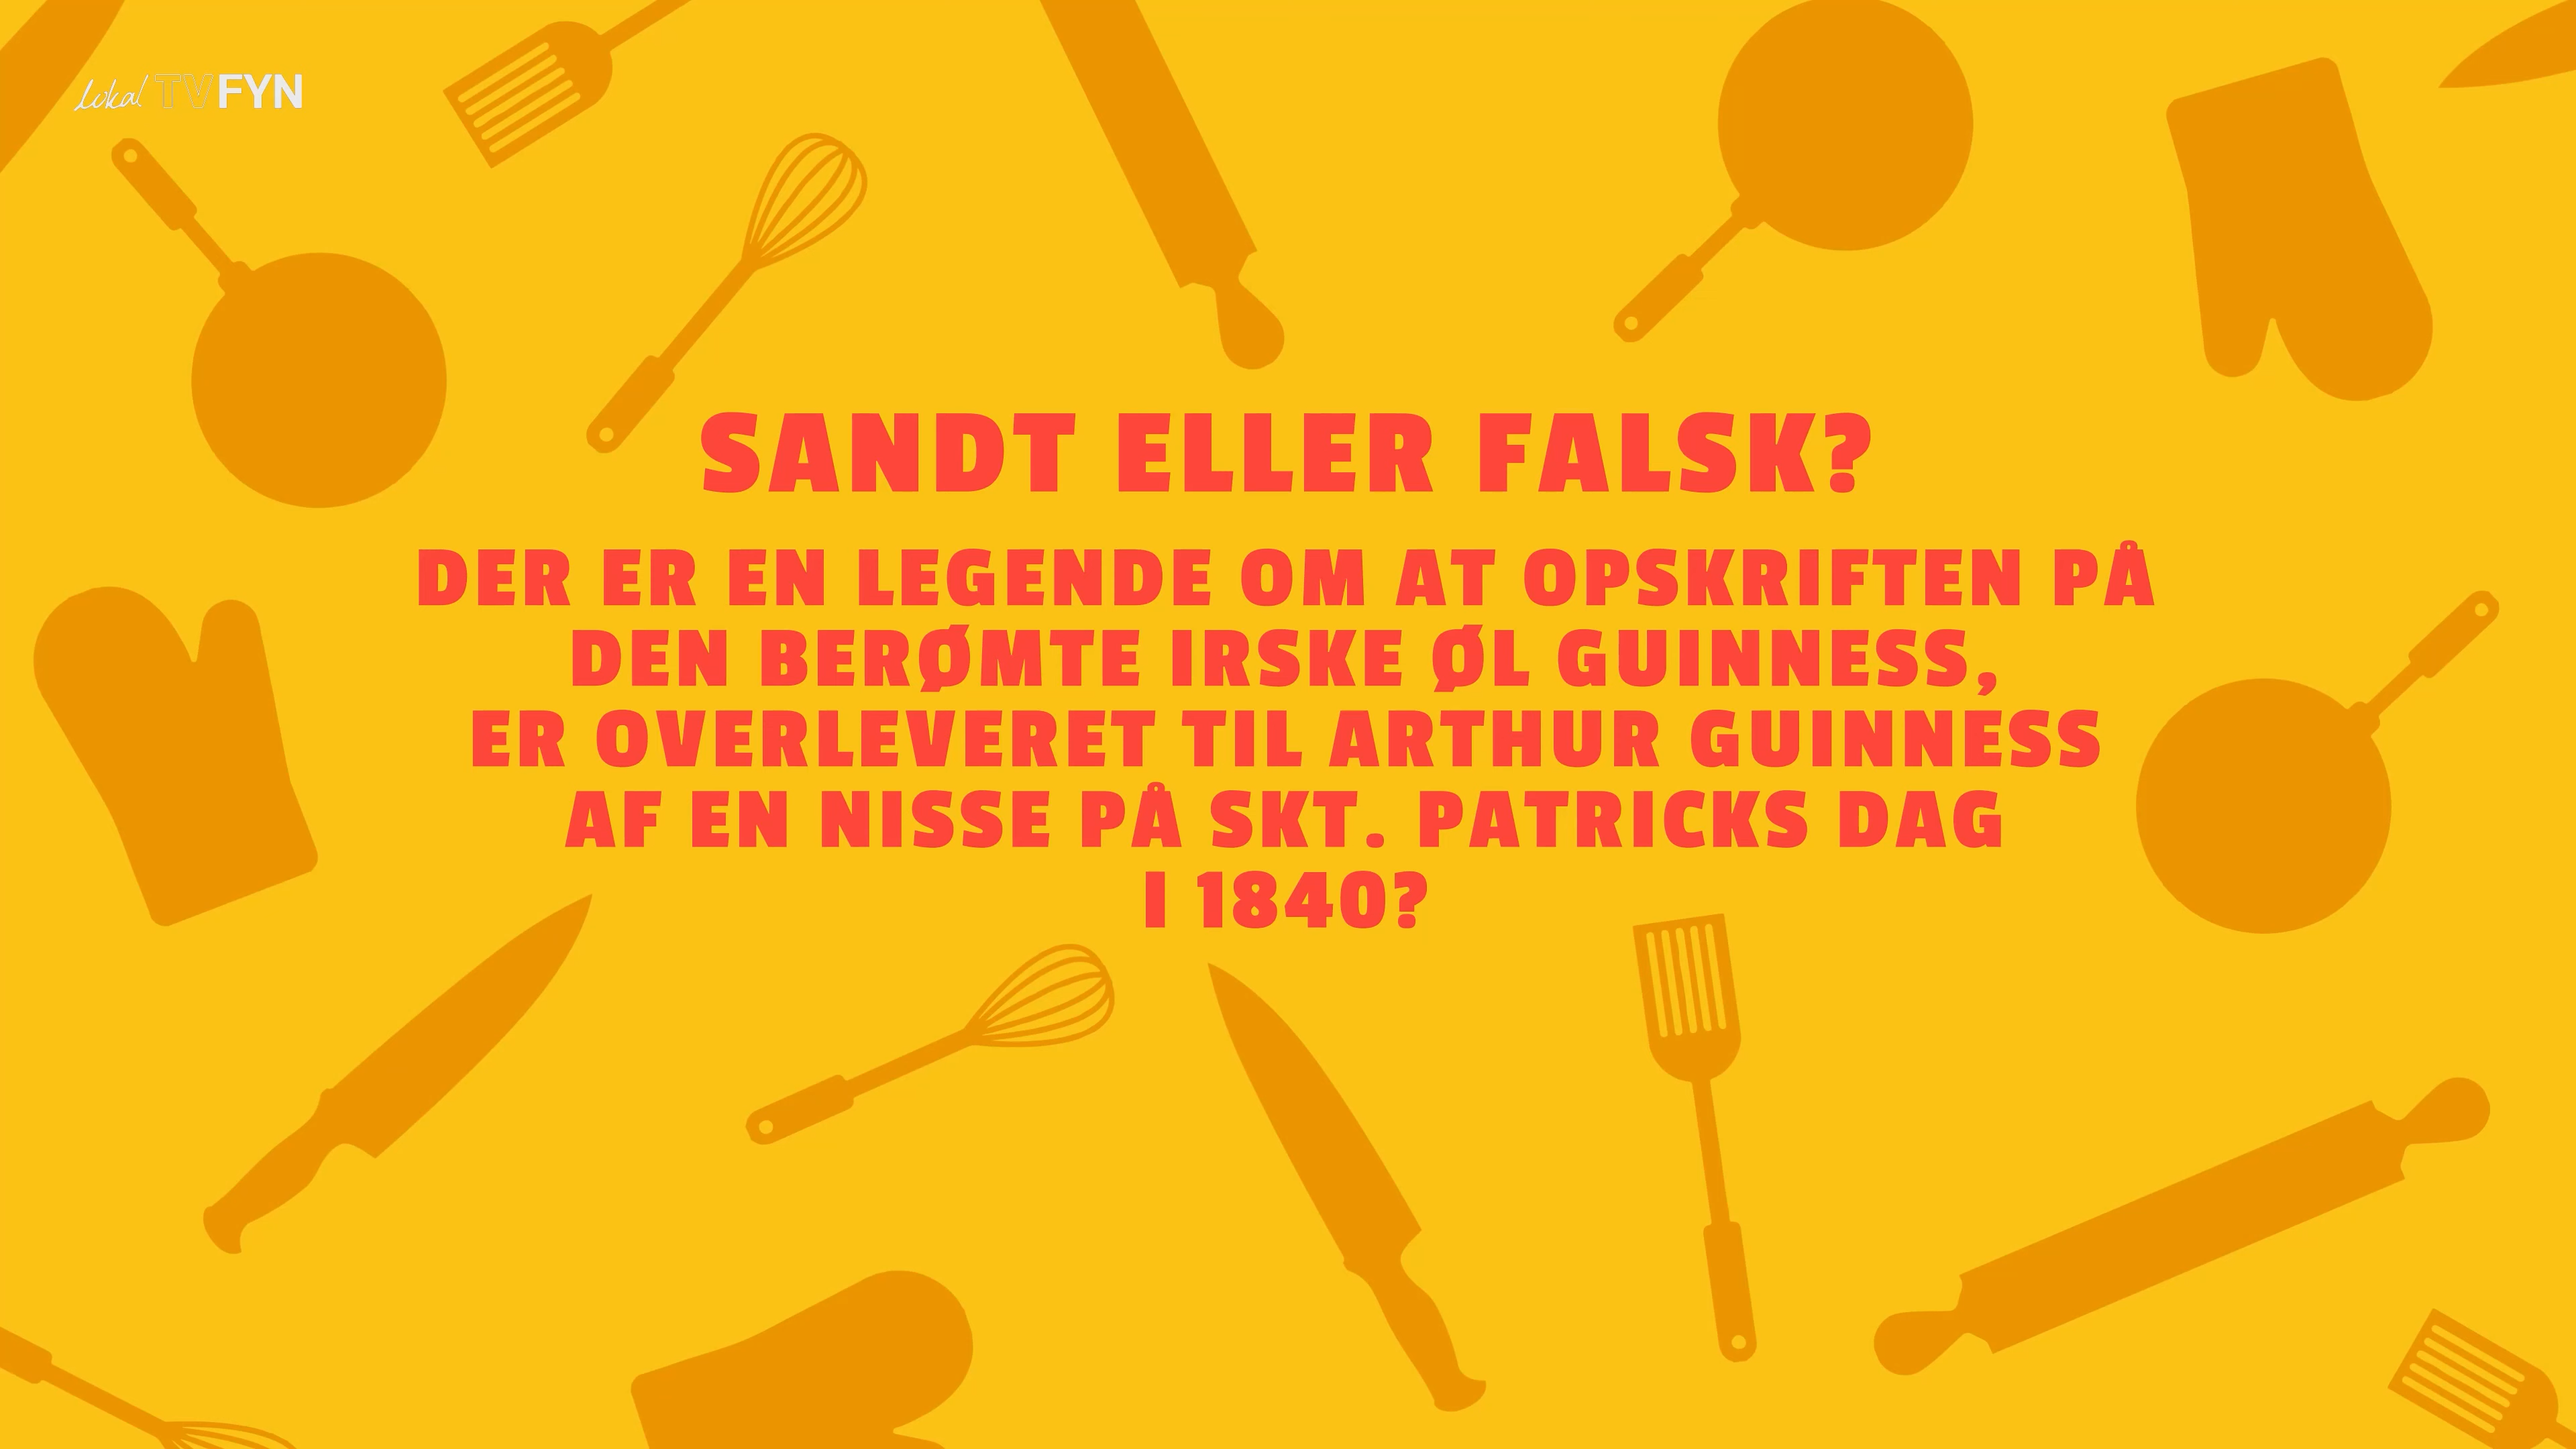 lokal TV FYN
SANDT ELLER FALSK?
DER ER EN LEGENDE OM AT OPSKRIFTEN PÅ
DEN BERØMTE IRSKE ØL GUINNESS,
ER OVERLEVERET TIL ARTHUR GUINNESS
AF EN NISSE PÅ SKT. PATRICKS DAG
I 1840?